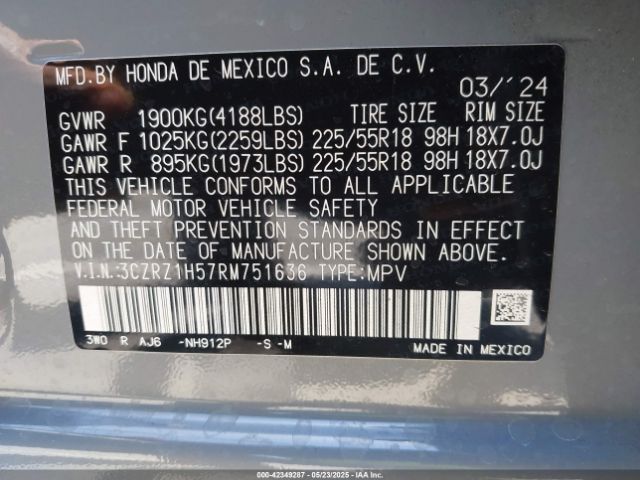 MFD.BY HONDA DE MEXICO S.A. DE C.V.
03/'24
GVWR 1900KG(4188LBS) TIRE SIZE RIM SIZE
GAWR F 1025KG(2259LBS) 225/55R18 98H 18X7.0J
GAWR R 895KG(1973LBS) 225/55R18 98H 18X7.0J
THIS VEHICLE CONFORMS TO ALL APPLICABLE
FEDERAL MOTOR VEHICLE SAFETY
AND THEFT PREVENTION STANDARDS IN EFFECT ON
THE DATE OF MANUFACTURE SHOWN ABOVE.
V.I.N.:3CZRZ1H57RM751636 TYPE:MPV
3W0 R AJ6 -NH912P -S -M
MADE IN MEXICO
000-42349287 - 05/23/2025 - IAAI.COM